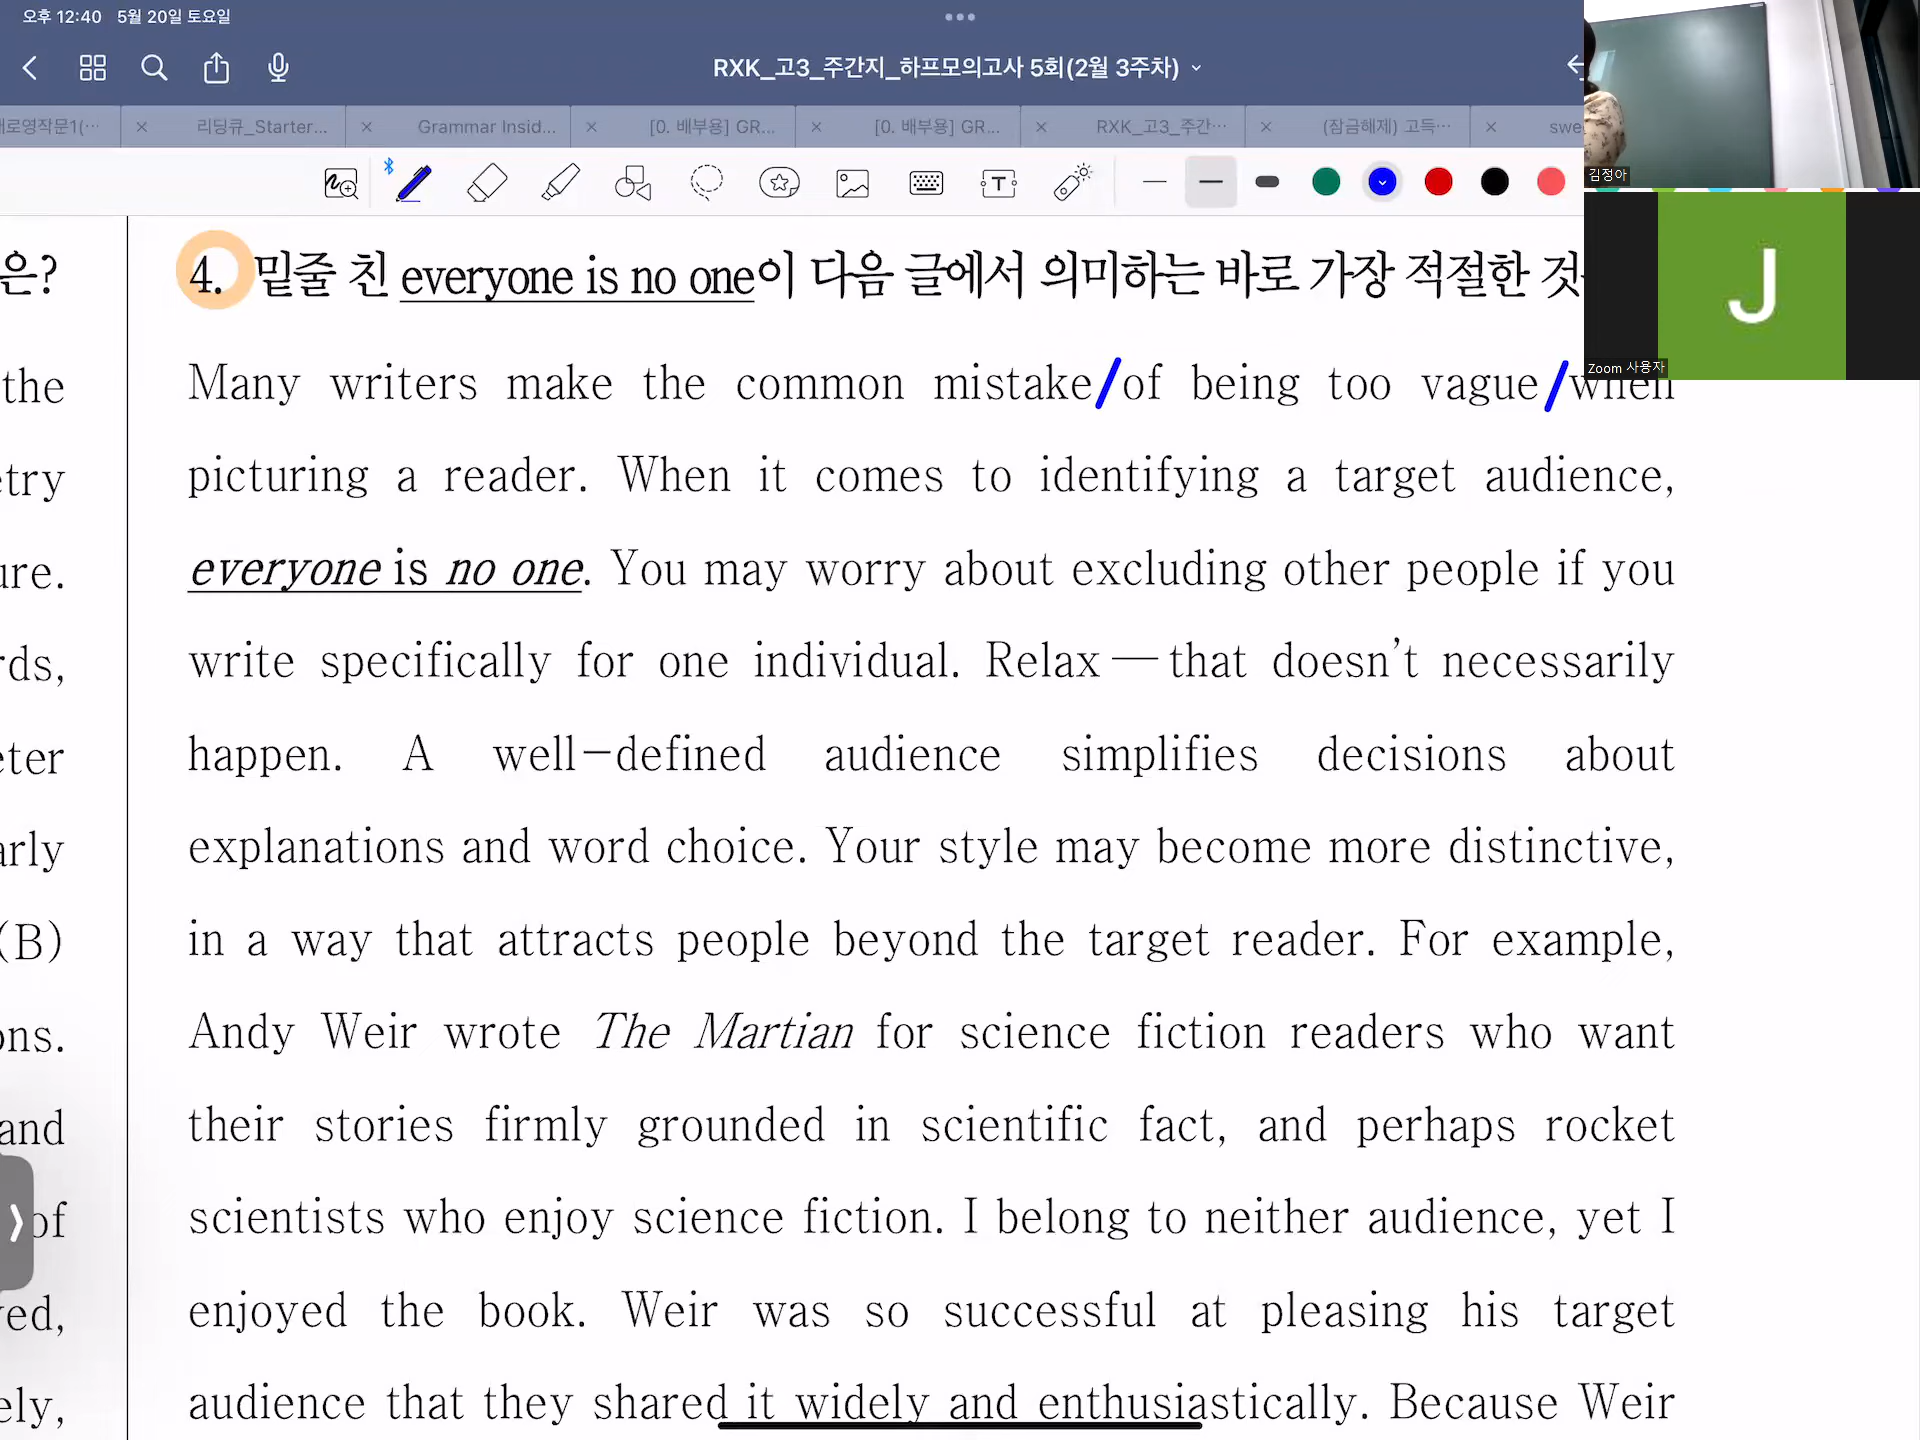 오후 12:40 5월 20일 토요일
RXK_고3_주간지_하프모의고사 5회(2월 3주차)
리딩큐_Starter...
Grammar Insid...
[0. 배부용] GR...
[0. 배부용] GR...
RXK_고3_주간...
(잠금해제) 고득...
김정아
J
Zoom 사용자
은?
the
ure.
(B)
and
of
4. 밑줄 친 everyone is no one이 다음 글에서 의미하는 바로 가장 적절한 것
Many writers make the common mistake/of being too vague/when
picturing a reader. When it comes to identifying a target audience,
everyone is no one. You may worry about excluding other people if you
write specifically for one individual. Relax—that doesn't necessarily
happen. A well-defined audience simplifies decisions about
explanations and word choice. Your style may become more distinctive,
in a way that attracts people beyond the target reader. For example,
Andy Weir wrote The Martian for science fiction readers who want
their stories firmly grounded in scientific fact, and perhaps rocket
scientists who enjoy science fiction. I belong to neither audience, yet I
enjoyed the book. Weir was so successful at pleasing his target
audience that they shared it widely and enthusiastically. Because Weir